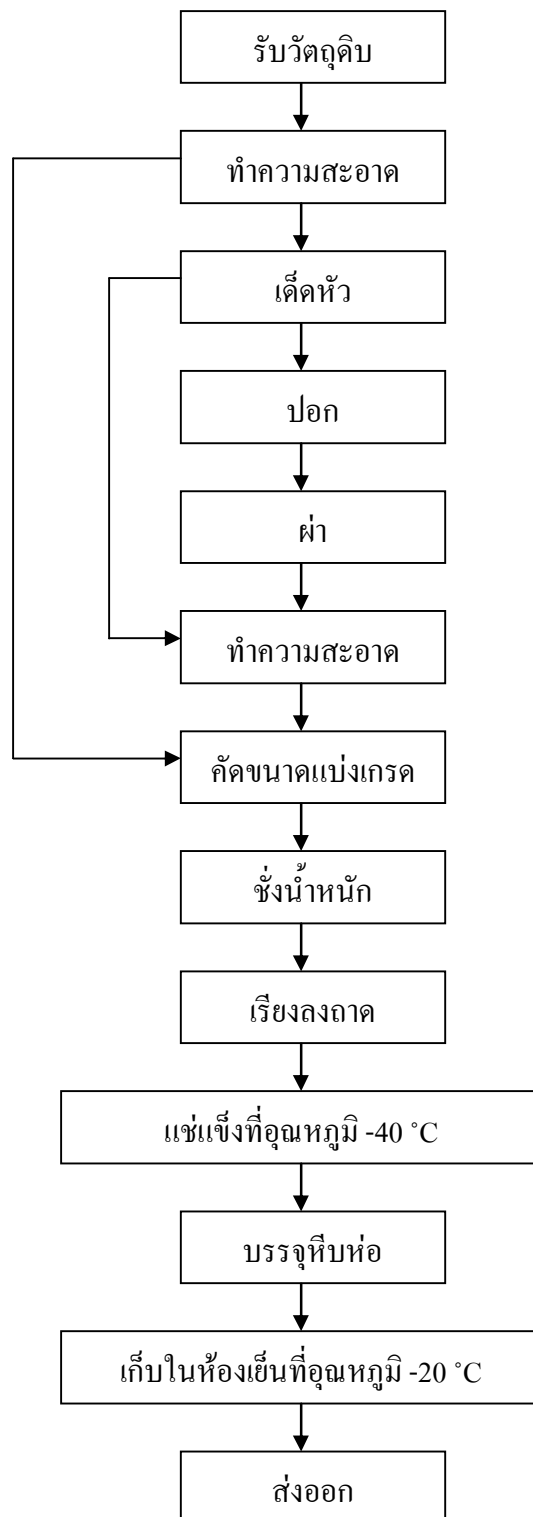 รับวัตถุดิบ
ทำความสะอาด
เด็ดหัว
ปอก
ผ่า
ทำความสะอาด
คัดขนาดแบ่งเกรด
ชั่งน้ำหนัก
เรียงลงถาด
แช่แข็งที่อุณหภูมิ -40 °C
บรรจุหีบห่อ
เก็บในห้องเย็นที่อุณหภูมิ -20 °C
ส่งออก